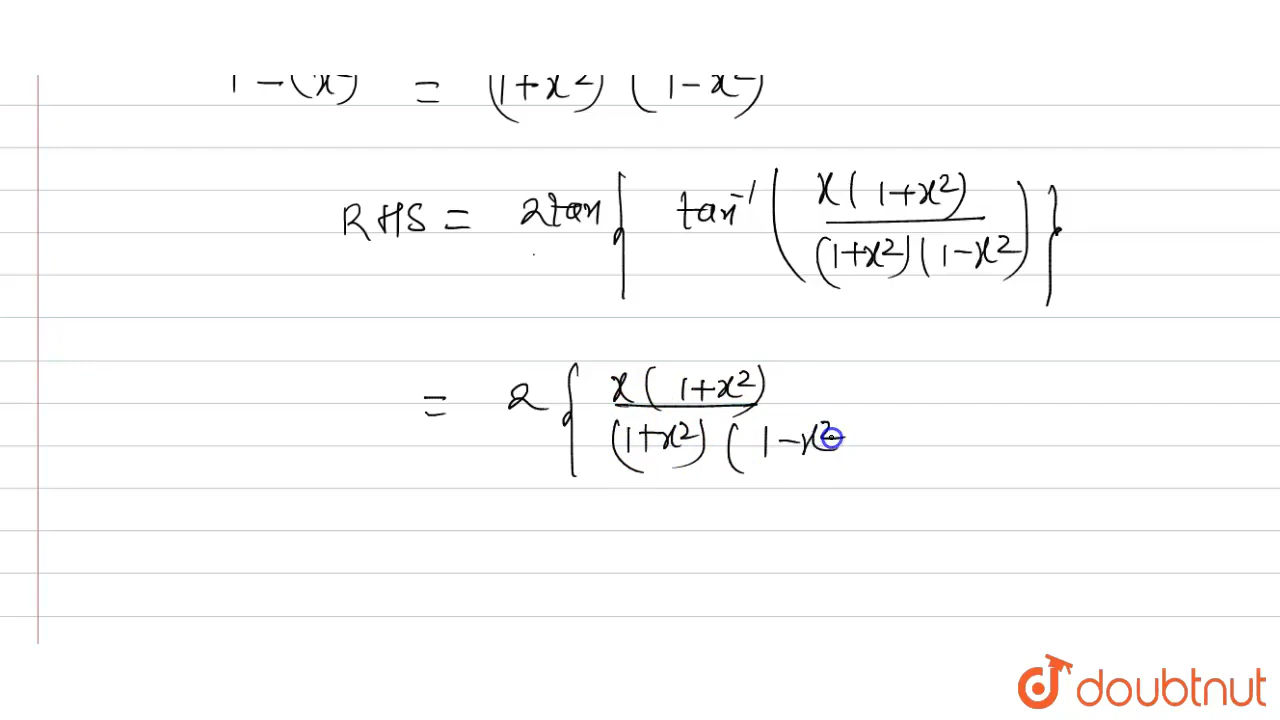 1-(x²)² = (1+x²) (1-x²)
RHS = 2tan{ tan⁻¹ ( x(1+x²) / (1+x²)(1-x²) ) }
= 2{ x(1+x²) / (1+x²) (1-x²
doubtnut